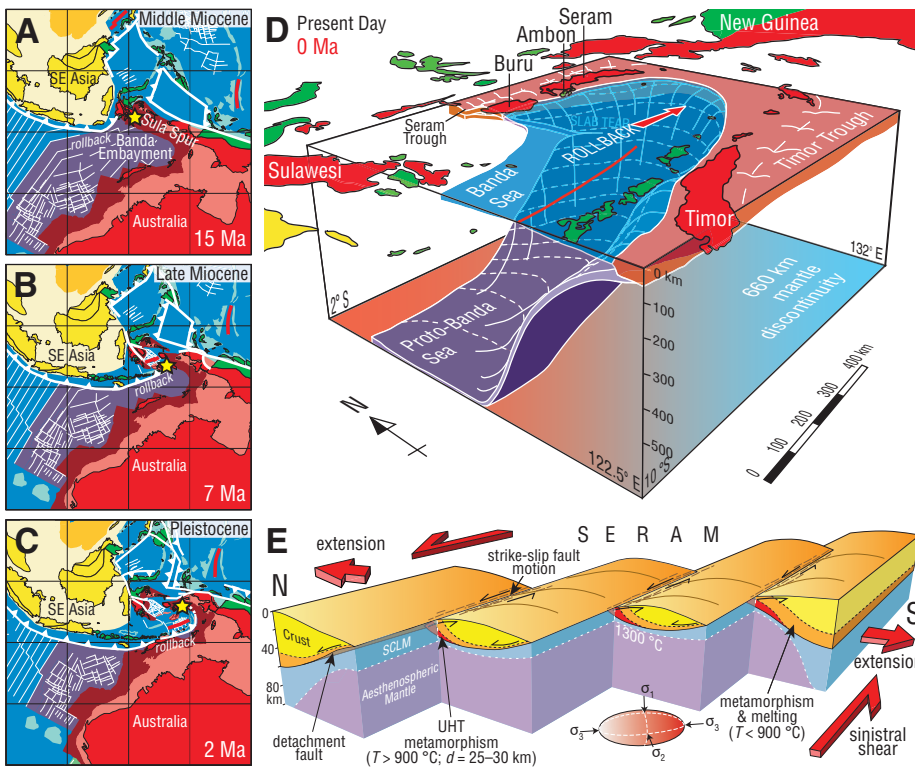 A
Middle Miocene
SE Asia
Sula Spur
rollback
Banda
Embayment
Australia
15 Ma
B
Late Miocene
SE Asia
rollback
Australia
7 Ma
C
Pleistocene
SE Asia
rollback
Australia
2 Ma
D
Present Day
0 Ma
New Guinea
Seram
Ambon
Buru
Seram
Trough
SLAB TEAR
ROLLBACK
Timor Trough
Sulawesi
Banda
Sea
Timor
132° E
2° S
0 km
100
200
300
400
500
660 km
mantle
discontinuity
Proto-Banda
Sea
N
122.5° E
10°S
0
100
200
300
400 km
E
SERAM
extension
strike-slip fault
motion
N
S
0
40
80
km
Crust
SCLM
1300 °C
Aesthenospheric
Mantle
extension
detachment
fault
UHT
metamorphism
(T > 900 °C; d = 25–30 km)
σ1
σ3
σ3
σ2
metamorphism
& melting
(T < 900 °C)
sinistral
shear